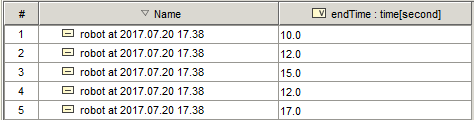 # Name endTime : time[second]
1 robot at 2017.07.20 17.38 10.0
2 robot at 2017.07.20 17.38 12.0
3 robot at 2017.07.20 17.38 15.0
4 robot at 2017.07.20 17.38 12.0
5 robot at 2017.07.20 17.38 17.0